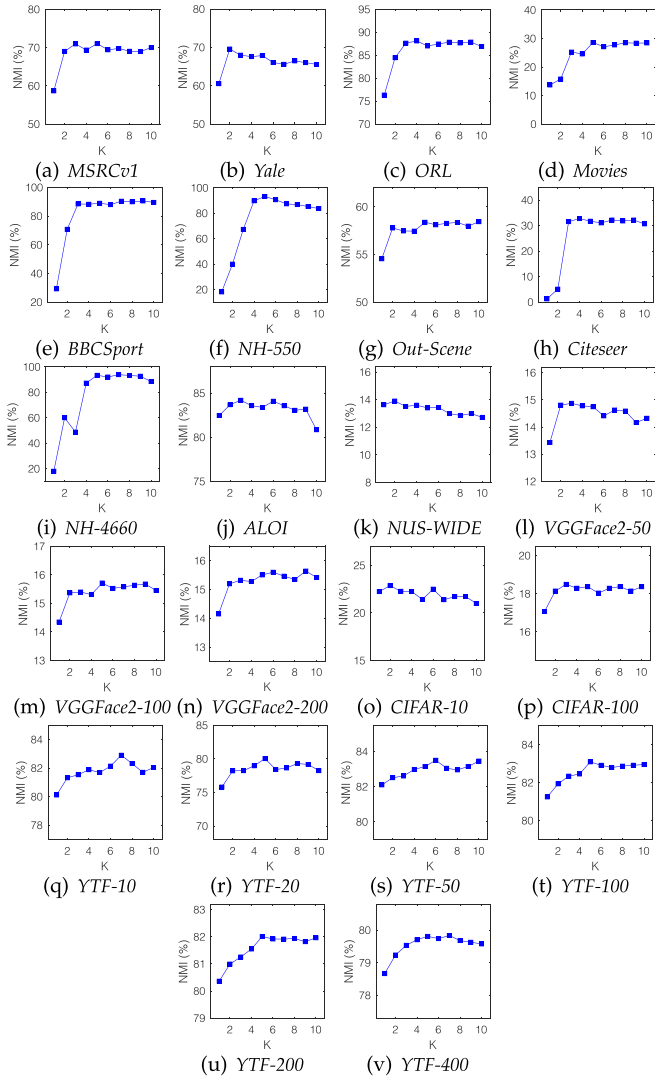 70
60
50
2 4 6 8 10
K
NMI (%)
(a) MSRCv1
80
70
60
50
2 4 6 8 10
K
NMI (%)
(b) Yale
95
90
85
80
75
70
2 4 6 8 10
K
NMI (%)
(c) ORL
40
30
20
10
0
2 4 6 8 10
K
NMI (%)
(d) Movies
100
80
60
40
20
2 4 6 8 10
K
NMI (%)
(e) BBCSport
100
80
60
40
20
2 4 6 8 10
K
NMI (%)
(f) NH-550
60
55
50
2 4 6 8 10
K
NMI (%)
(g) Out-Scene
40
30
20
10
0
2 4 6 8 10
K
NMI (%)
(h) Citeseer
100
80
60
40
20
2 4 6 8 10
K
NMI (%)
(i) NH-4660
85
80
75
2 4 6 8 10
K
NMI (%)
(j) ALOI
16
14
12
10
8
2 4 6 8 10
K
NMI (%)
(k) NUS-WIDE
16
15
14
13
12
2 4 6 8 10
K
NMI (%)
(l) VGGFace2-50
17
16
15
14
13
2 4 6 8 10
K
NMI (%)
(m) VGGFace2-100
16
15
14
13
2 4 6 8 10
K
NMI (%)
(n) VGGFace2-200
25
20
15
2 4 6 8 10
K
NMI (%)
(o) CIFAR-10
20
18
16
2 4 6 8 10
K
NMI (%)
(p) CIFAR-100
84
82
80
78
2 4 6 8 10
K
NMI (%)
(q) YTF-10
85
80
75
70
2 4 6 8 10
K
NMI (%)
(r) YTF-20
84
82
80
2 4 6 8 10
K
NMI (%)
(s) YTF-50
84
82
80
2 4 6 8 10
K
NMI (%)
(t) YTF-100
83
82
81
80
79
2 4 6 8 10
K
NMI (%)
(u) YTF-200
80
79
78
2 4 6 8 10
K
NMI (%)
(v) YTF-400